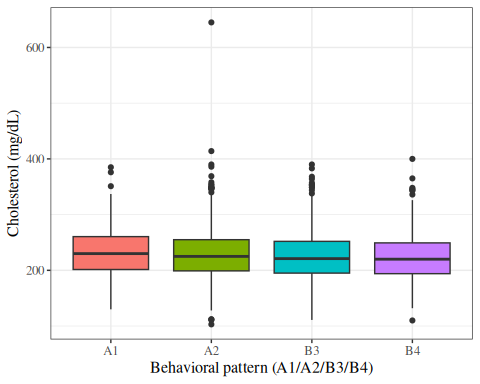 Cholesterol (mg/dL)
600
400
200
A1 A2 B3 B4
Behavioral pattern (A1/A2/B3/B4)